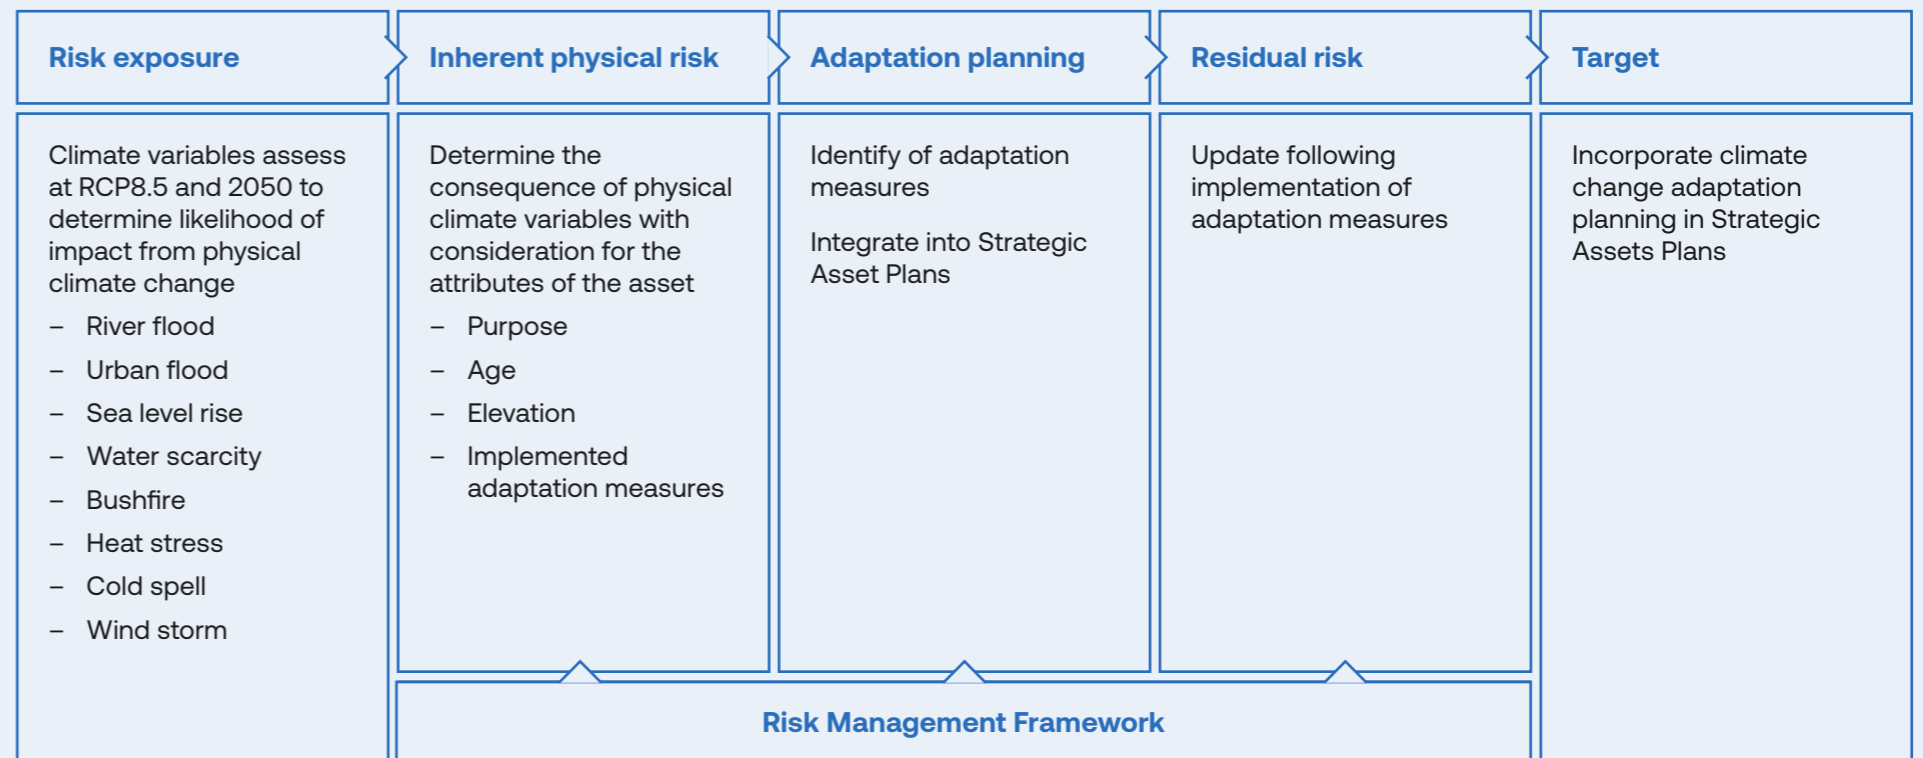 Risk exposure
Inherent physical risk
Adaptation planning
Residual risk
Target
Climate variables assess
at RCP8.5 and 2050 to
determine likelihood of
impact from physical
climate change
– River flood
– Urban flood
– Sea level rise
– Water scarcity
– Bushfire
– Heat stress
– Cold spell
– Wind storm
Determine the
consequence of physical
climate variables with
consideration for the
attributes of the asset
– Purpose
– Age
– Elevation
– Implemented
adaptation measures
Identify of adaptation
measures
Integrate into Strategic
Asset Plans
Update following
implementation of
adaptation measures
Incorporate climate
change adaptation
planning in Strategic
Assets Plans
Risk Management Framework